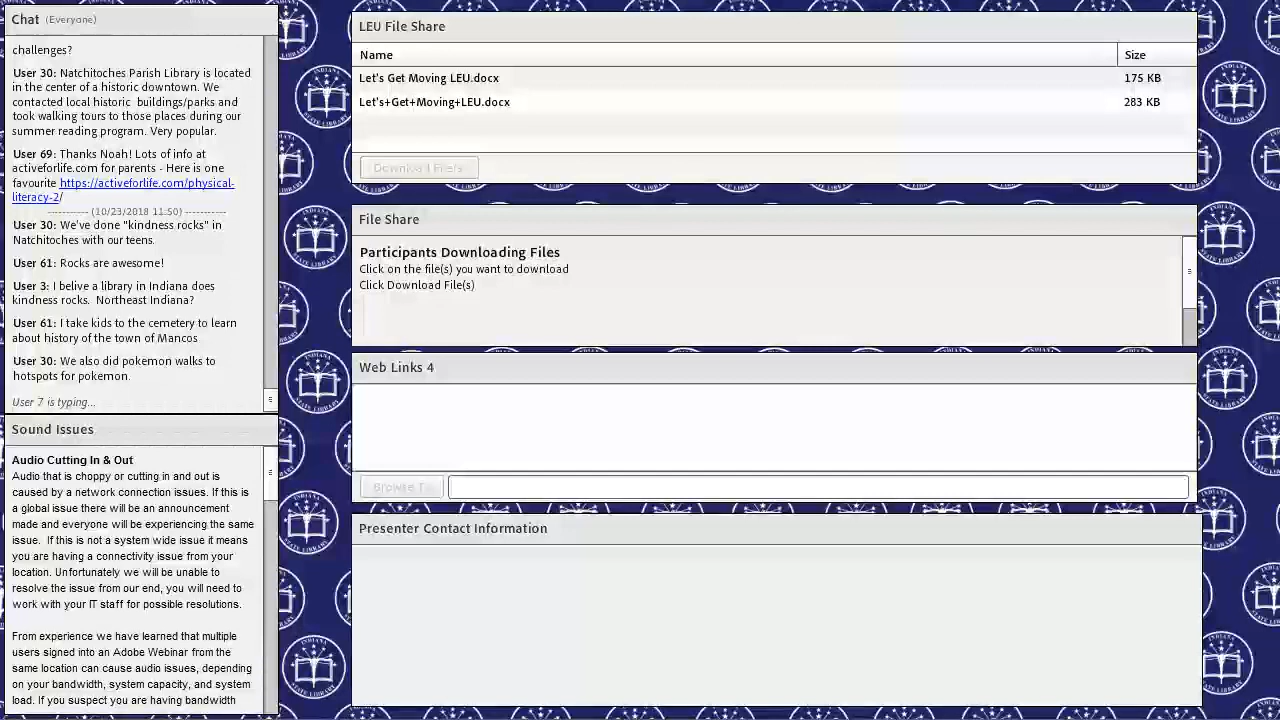 Chat (Everyone)
challenges?
User 30: Natchitoches Parish Library is located
in the center of a historic downtown. We
contacted local historic buildings/parks and
took walking tours to those places during our
summer reading program. Very popular.
User 69: Thanks Noah! Lots of info at
activeforlife.com for parents - Here is one
favourite https://activeforlife.com/physical-
literacy-2/
----------- (10/23/2018 11:50) -----------
User 30: We've done "kindness rocks" in
Natchitoches with our teens.
User 61: Rocks are awesome!
User 3: I belive a library in Indiana does
kindness rocks. Northeast Indiana?
User 61: I take kids to the cemetery to learn
about history of the town of Mancos
User 30: We also did pokemon walks to
hotspots for pokemon.
User 7 is typing...
Sound Issues
Audio Cutting In & Out
Audio that is choppy or cutting in and out is
caused by a network connection issues. If this is
a global issue there will be an announcement
made and everyone will be experiencing the same
issue. If this is not a system wide issue it means
you are having a connectivity issue from your
location. Unfortunately we will be unable to
resolve the issue from our end, you will need to
work with your IT staff for possible resolutions.
From experience we have learned that multiple
users signed into an Adobe Webinar from the
same location can cause audio issues, depending
on your bandwidth, system capacity, and system
load. If you suspect you are having bandwidth
LEU File Share
Name Size
Let's Get Moving LEU.docx 175 KB
Let's+Get+Moving+LEU.docx 283 KB
Download File(s)
File Share
Participants Downloading Files
Click on the file(s) you want to download
Click Download File(s)
Web Links 4
Browse To
Presenter Contact Information
INDIANA
STATE LIBRARY